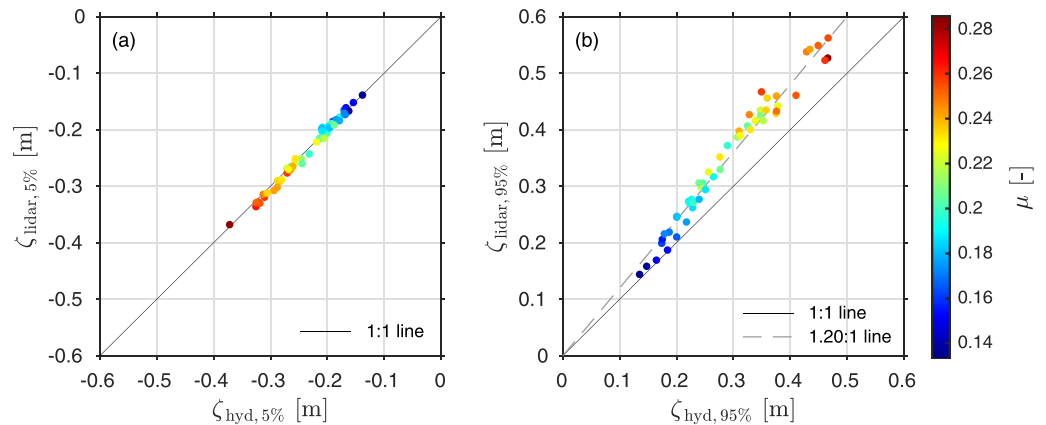 (a)
0
-0.1
-0.2
-0.3
-0.4
-0.5
-0.6
ζ lidar, 5% [m]
-0.6 -0.5 -0.4 -0.3 -0.2 -0.1 0
ζ hyd, 5% [m]
1:1 line
(b)
0.6
0.5
0.4
0.3
0.2
0.1
0
ζ lidar, 95% [m]
0 0.1 0.2 0.3 0.4 0.5 0.6
ζ hyd, 95% [m]
1:1 line
1.20:1 line
0.28
0.26
0.24
0.22
0.2
0.18
0.16
0.14
μ [-]